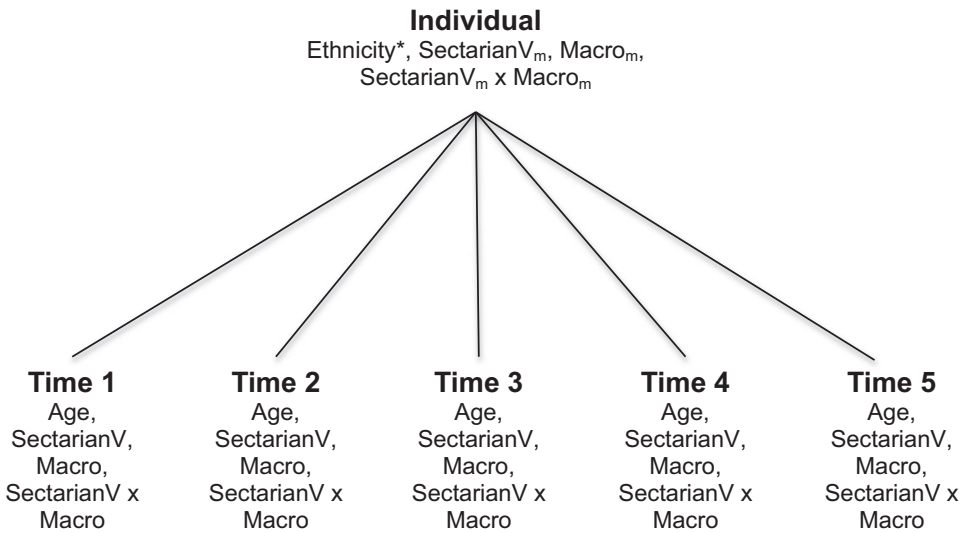 Individual
Ethnicity*, SectarianVₘ, Macroₘ,
SectarianVₘ x Macroₘ
Time 1
Age,
SectarianV,
Macro,
SectarianV x
Macro
Time 2
Age,
SectarianV,
Macro,
SectarianV x
Macro
Time 3
Age,
SectarianV,
Macro,
SectarianV x
Macro
Time 4
Age,
SectarianV,
Macro,
SectarianV x
Macro
Time 5
Age,
SectarianV,
Macro,
SectarianV x
Macro